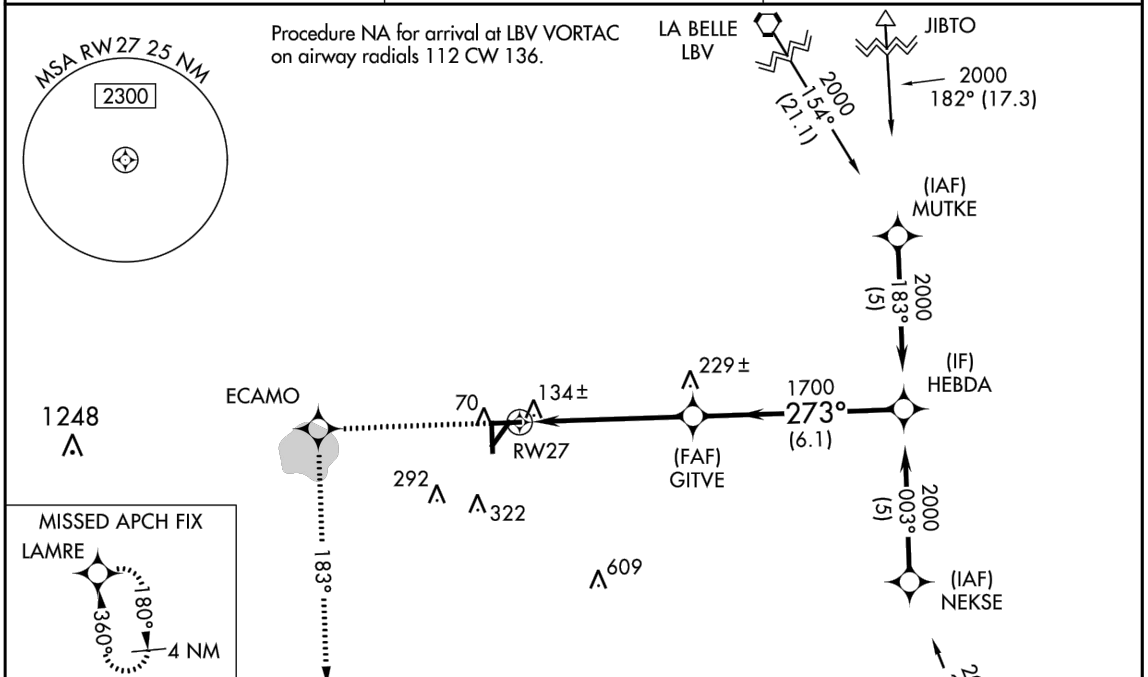 MSA RW 27 25 NM
2300
Procedure NA for arrival at LBV VORTAC
on airway radials 112 CW 136.
LA BELLE
LBV
2000
154°
(21.1)
JIBTO
2000
182° (17.3)
(IAF)
MUTKE
2000
183°
(5)
(IF)
HEBDA
1700
273°
(6.1)
229±
(FAF)
GITVE
134±
70
RW27
ECAMO
1248
292
322
609
183°
2000
003°
(5)
(IAF)
NEKSE
MISSED APCH FIX
LAMRE
180°
360°
4 NM